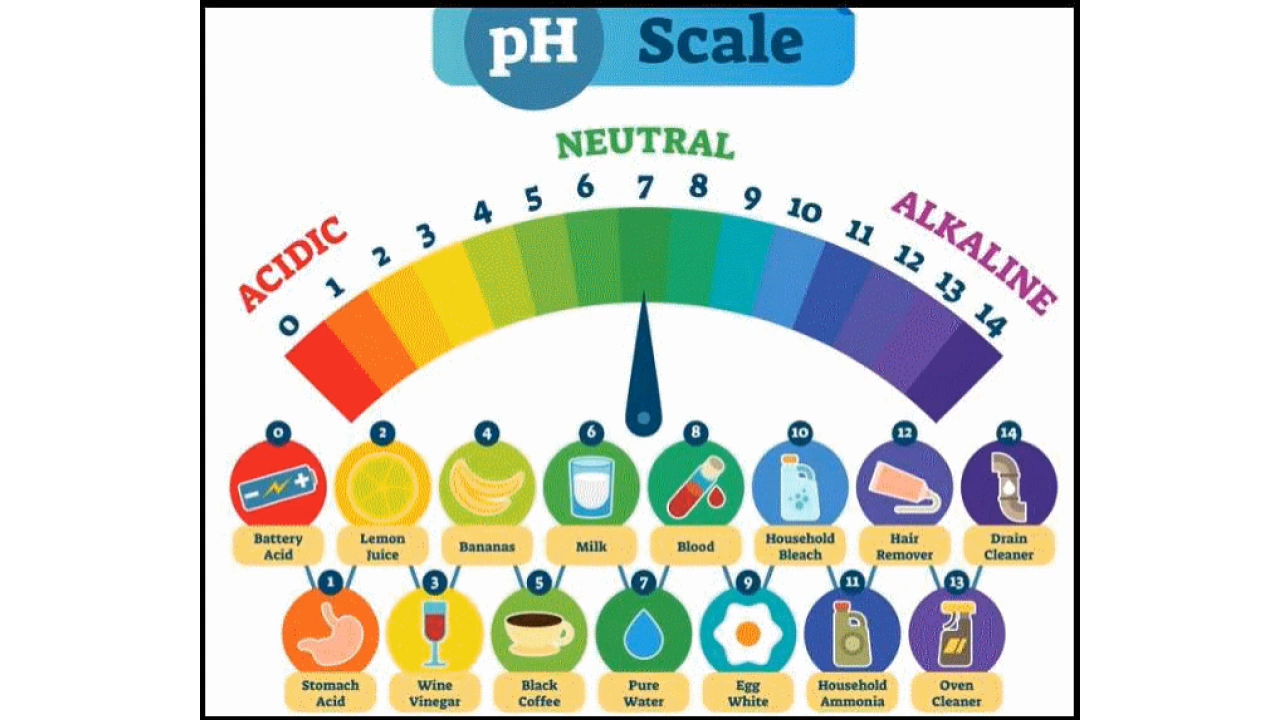 pH Scale
NEUTRAL
ACIDIC
ALKALINE
0 1 2 3 4 5 6 7 8 9 10 11 12 13 14
0
Battery
Acid
2
Lemon
Juice
4
Bananas
6
Milk
8
Blood
10
Household
Bleach
12
Hair
Remover
14
Drain
Cleaner
1
Stomach
Acid
3
Wine
Vinegar
5
Black
Coffee
7
Pure
Water
9
Egg
White
11
Household
Ammonia
13
Oven
Cleaner